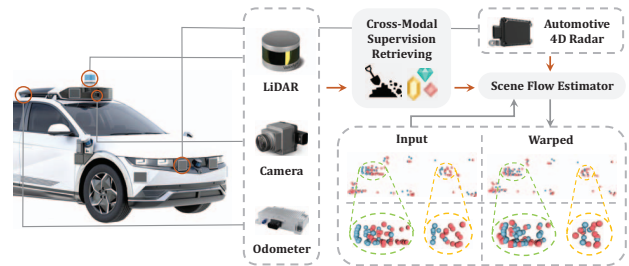 Cross-Modal
Supervision
Retrieving
Automotive
4D Radar
LiDAR
Scene Flow Estimator
Input
Warped
Camera
Odometer